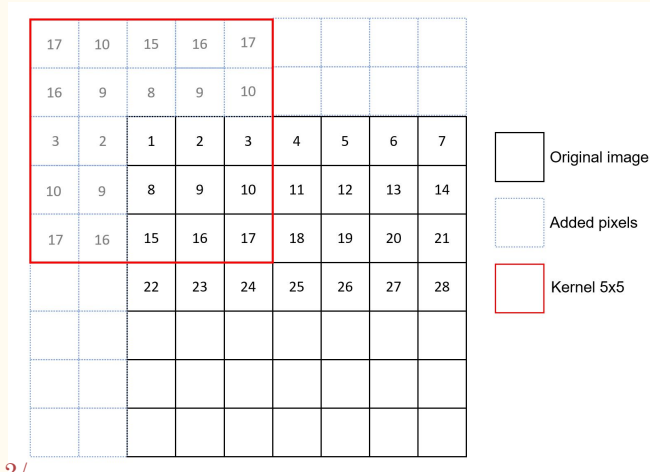 17 10 15 16 17
16 9 8 9 10
3 2 1 2 3 4 5 6 7
Original image
10 9 8 9 10 11 12 13 14
Added pixels
17 16 15 16 17 18 19 20 21
22 23 24 25 26 27 28
Kernel 5x5
2/